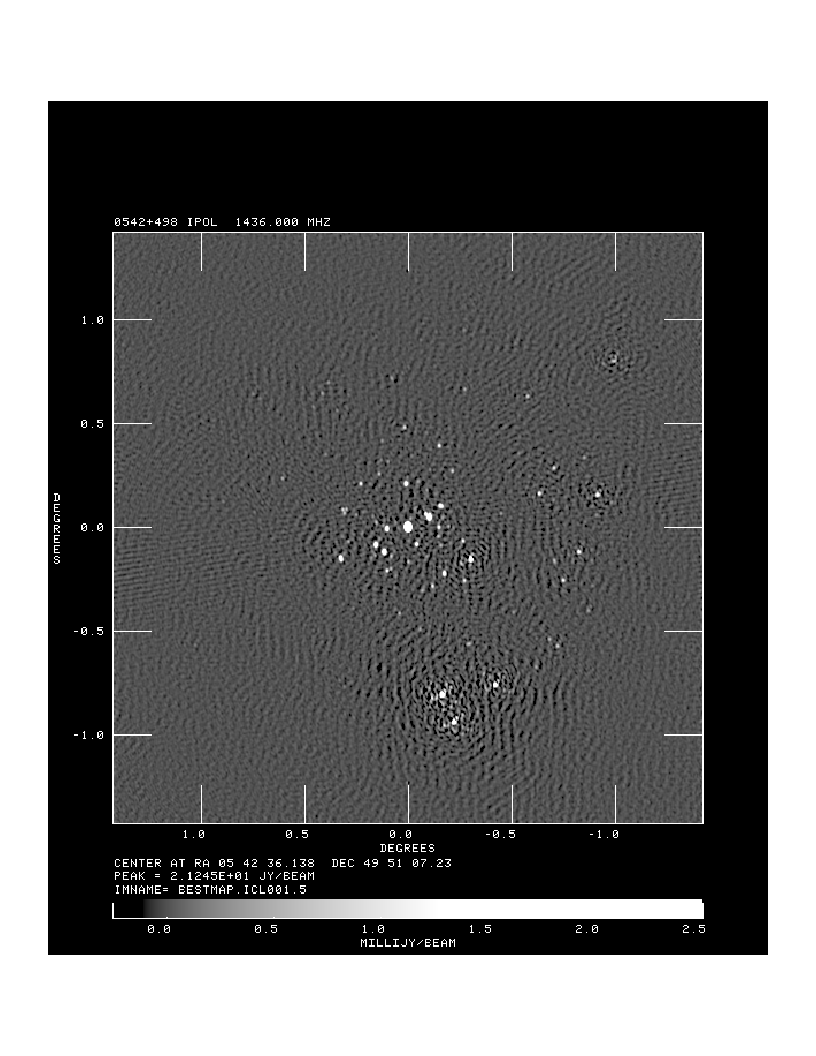 0542+498 IPOL 1436.000 MHZ
1.0
0.5
0.0
-0.5
-1.0
DEGREES
1.0 0.5 0.0 -0.5 -1.0
DEGREES
CENTER AT RA 05 42 36.138 DEC 49 51 07.23
PEAK = 2.1245E+01 JY/BEAM
IMNAME= BESTMAP.ICL001.5
0.0 0.5 1.0 1.5 2.0 2.5
MILLIJY/BEAM